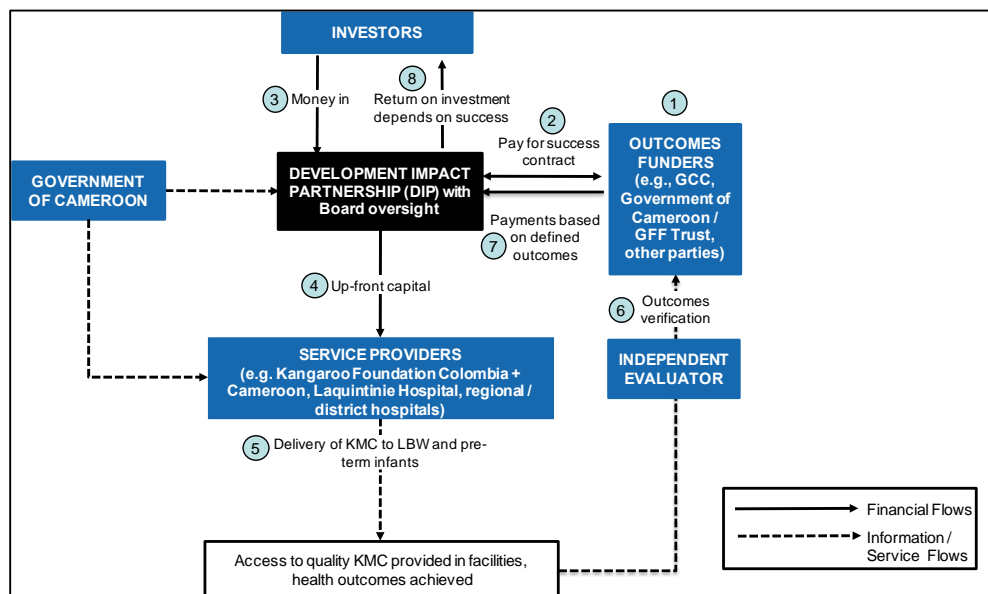 INVESTORS
3
Money in
8
Return on investment
depends on success
1
2
Pay for success
contract
OUTCOMES
FUNDERS
(e.g., GCC,
Government of
Cameroon /
GFF Trust,
other parties)
GOVERNMENT
OF CAMEROON
DEVELOPMENT IMPACT
PARTNERSHIP (DIP) with
Board oversight
Payments based
on defined
outcomes
7
4
Up-front capital
6
Outcomes
verification
SERVICE PROVIDERS
(e.g. Kangaroo Foundation Colombia +
Cameroon, Laquintinie Hospital, regional /
district hospitals)
INDEPENDENT
EVALUATOR
5
Delivery of KMC to LBW and pre-
term infants
Financial Flows
Information /
Service Flows
Access to quality KMC provided in facilities,
health outcomes achieved